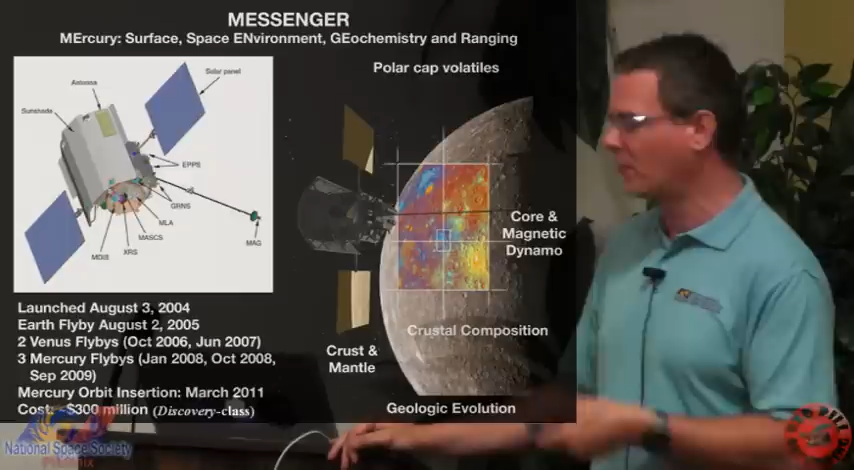 MESSENGER
MErcury: Surface, Space ENvironment, GEochemistry and Ranging
Polar cap volatiles
Solar panel
Antenna
Sunshade
EPPS
GRNS
MLA
MASCS
MAG
XRS
MDIS
Core &
Magnetic
Dynamo
Crustal Composition
Crust &
Mantle
Geologic Evolution
Launched August 3, 2004
Earth Flyby August 2, 2005
2 Venus Flybys (Oct 2006, Jun 2007)
3 Mercury Flybys (Jan 2008, Oct 2008,
Sep 2009)
Mercury Orbit Insertion: March 2011
Cost: ~$300 million (Discovery-class)
National Space Society
Phoenix